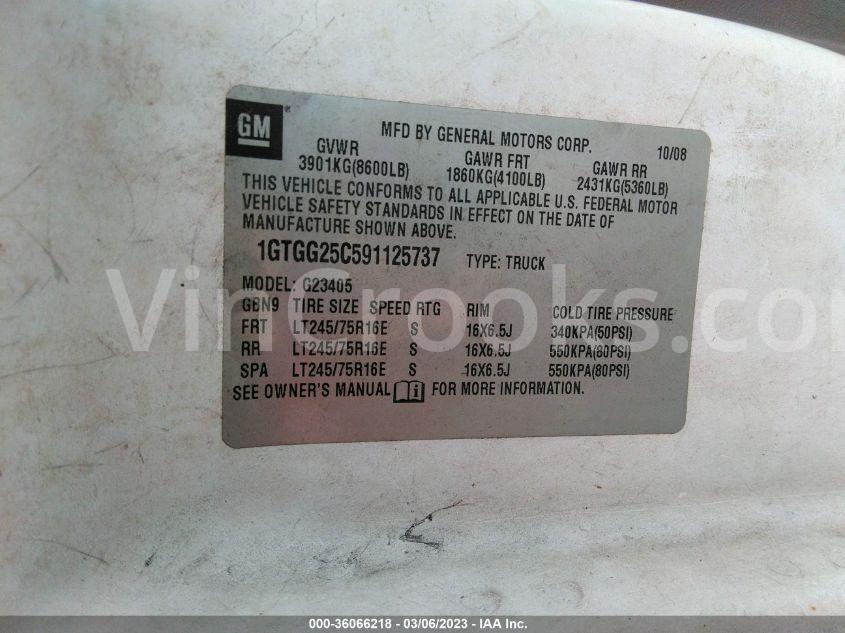 GM
®
MFD BY GENERAL MOTORS CORP. 10/08
GVWR GAWR FRT GAWR RR
3901KG(8600LB) 1860KG(4100LB) 2431KG(5360LB)
THIS VEHICLE CONFORMS TO ALL APPLICABLE U.S. FEDERAL MOTOR
VEHICLE SAFETY STANDARDS IN EFFECT ON THE DATE OF
MANUFACTURE SHOWN ABOVE.
1GTGG25C591125737 TYPE: TRUCK
MODEL: G23405
GBN9 TIRE SIZE SPEED RTG RIM COLD TIRE PRESSURE
FRT LT245/75R16E S 16X6.5J 340KPA(50PSI)
RR LT245/75R16E S 16X6.5J 550KPA(80PSI)
SPA LT245/75R16E S 16X6.5J 550KPA(80PSI)
SEE OWNER'S MANUAL i FOR MORE INFORMATION.
VinCrooks.com
000-36066218 - 03/06/2023 - IAA Inc.